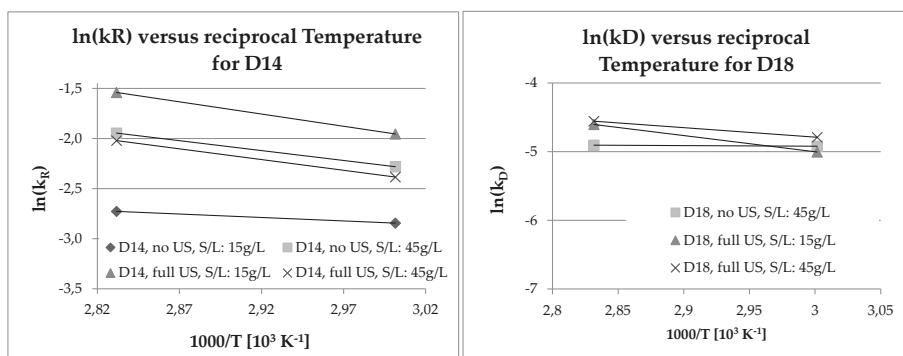 ln(kR) versus reciprocal Temperature
for D14
-1,5
-2,0
-2,5
-3,0
-3,5
ln(kR)
D14, no US, S/L: 15g/L
D14, no US, S/L: 45g/L
D14, full US, S/L: 15g/L
D14, full US, S/L: 45g/L
2,82
2,87
2,92
2,97
3,02
1000/T [10³ K⁻¹]
ln(kD) versus reciprocal
Temperature for D18
-4
-5
-6
-7
ln(kD)
D18, no US, S/L: 45g/L
D18, full US, S/L: 15g/L
D18, full US, S/L: 45g/L
2,8
2,85
2,9
2,95
3
3,05
1000/T [10³ K⁻¹]